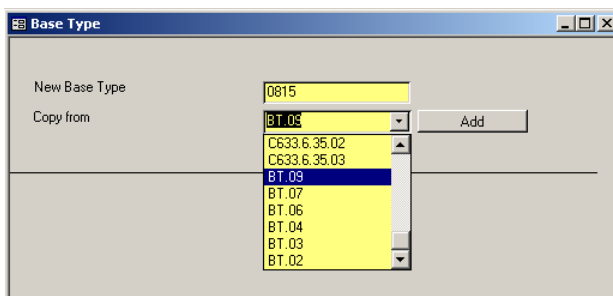 Base Type
New Base Type 0815
Copy from BT.09 Add
C633.6.35.02
C633.6.35.03
BT.09
BT.07
BT.06
BT.04
BT.03
BT.02